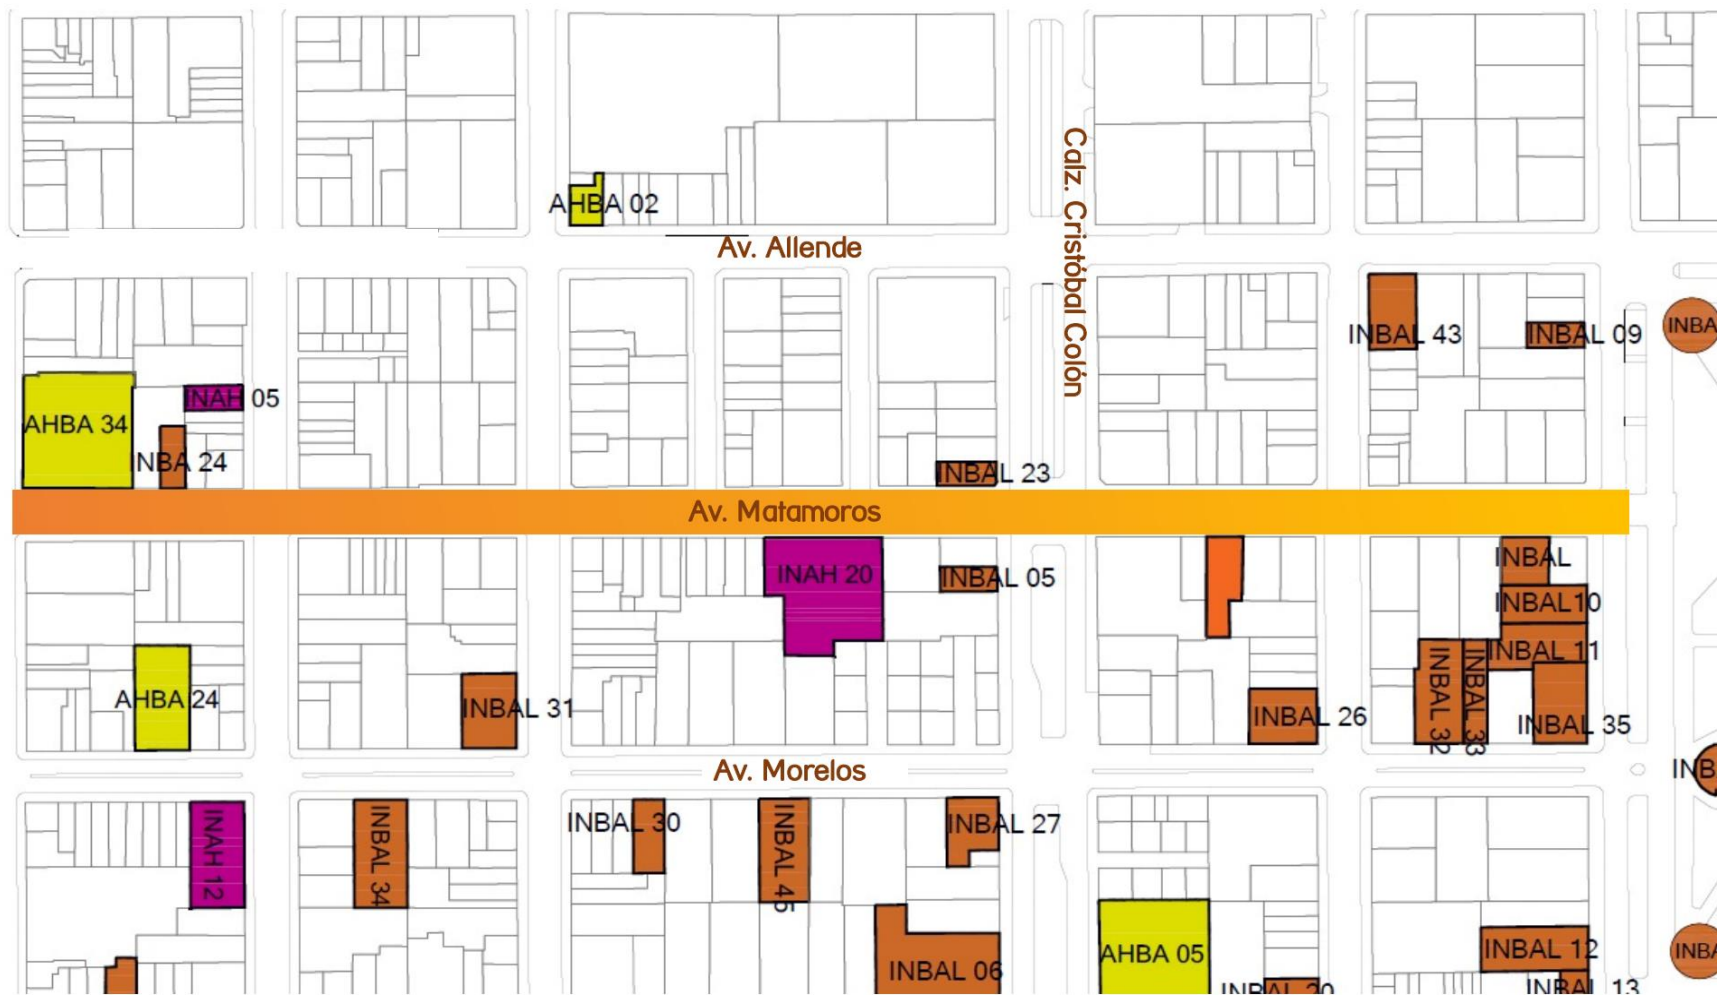 AHBA 02
Av. Allende
Calz. Cristóbal Colón
INBAL 43
INBAL 09
INBA
INAH 05
AHBA 34
INBA 24
INBAL 23
Av. Matamoros
INAH 20
INBAL 05
INBAL
INBAL10
INBAL 11
INBAL 32
INBAL 33
INBAL 35
AHBA 24
INBAL 31
INBAL 26
Av. Morelos
INB
INAH 12
INBAL 34
INBAL 30
INBAL 45
INBAL 27
AHBA 05
INBAL 12
INBA
INBAL 06
INBAL 20
INBAL 13